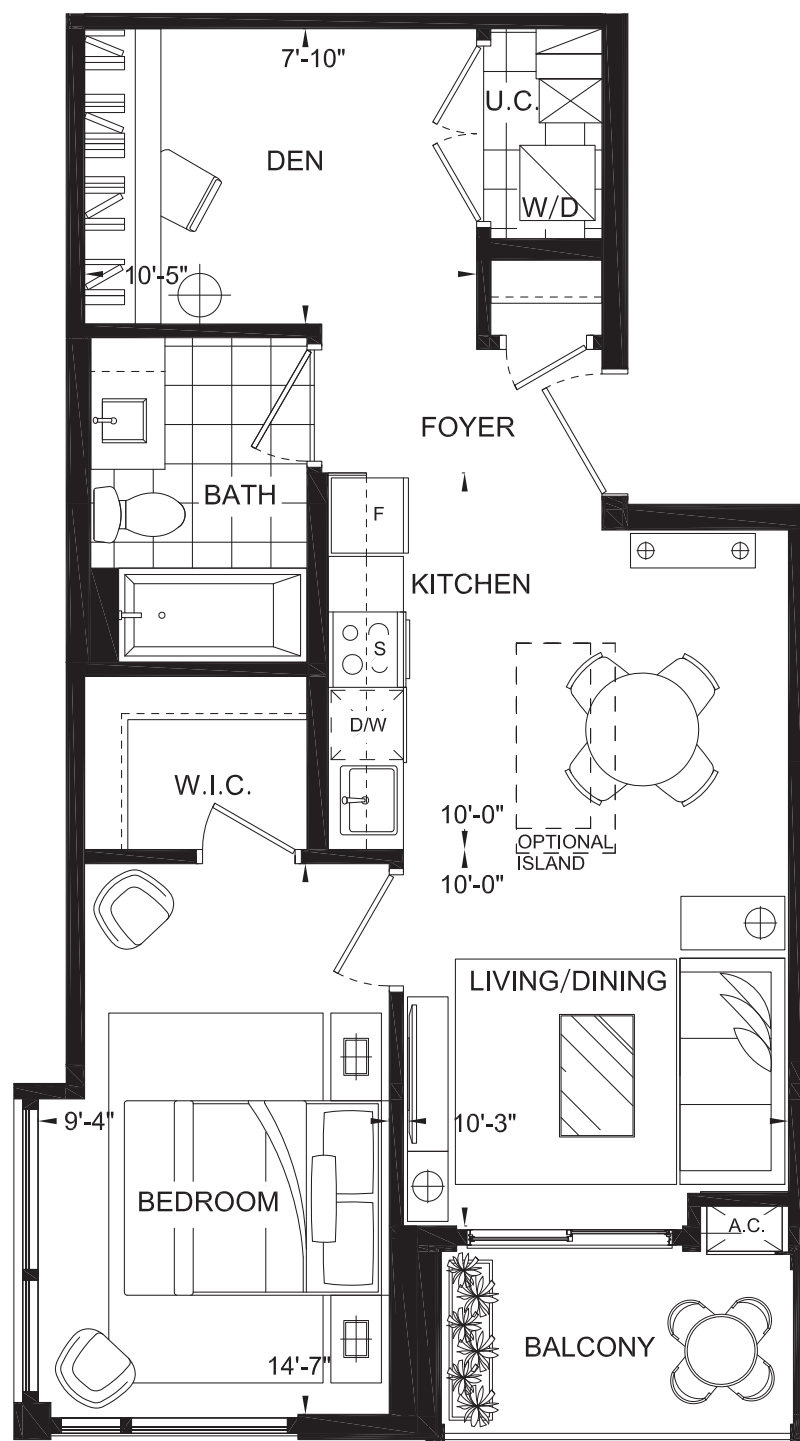 7'-10"
U.C.
DEN
W/D
10'-5"
FOYER
BATH
F
KITCHEN
S
D/W
W.I.C.
10'-0"
OPTIONAL
ISLAND
10'-0"
LIVING/DINING
9'-4"
10'-3"
BEDROOM
A.C.
BALCONY
14'-7"